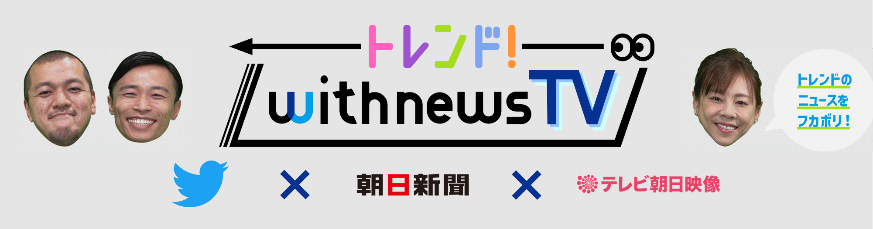 トレンド!
withnewsTV
トレンドの
ニュースを
フカボリ!
× 朝日新聞 × テレビ朝日映像